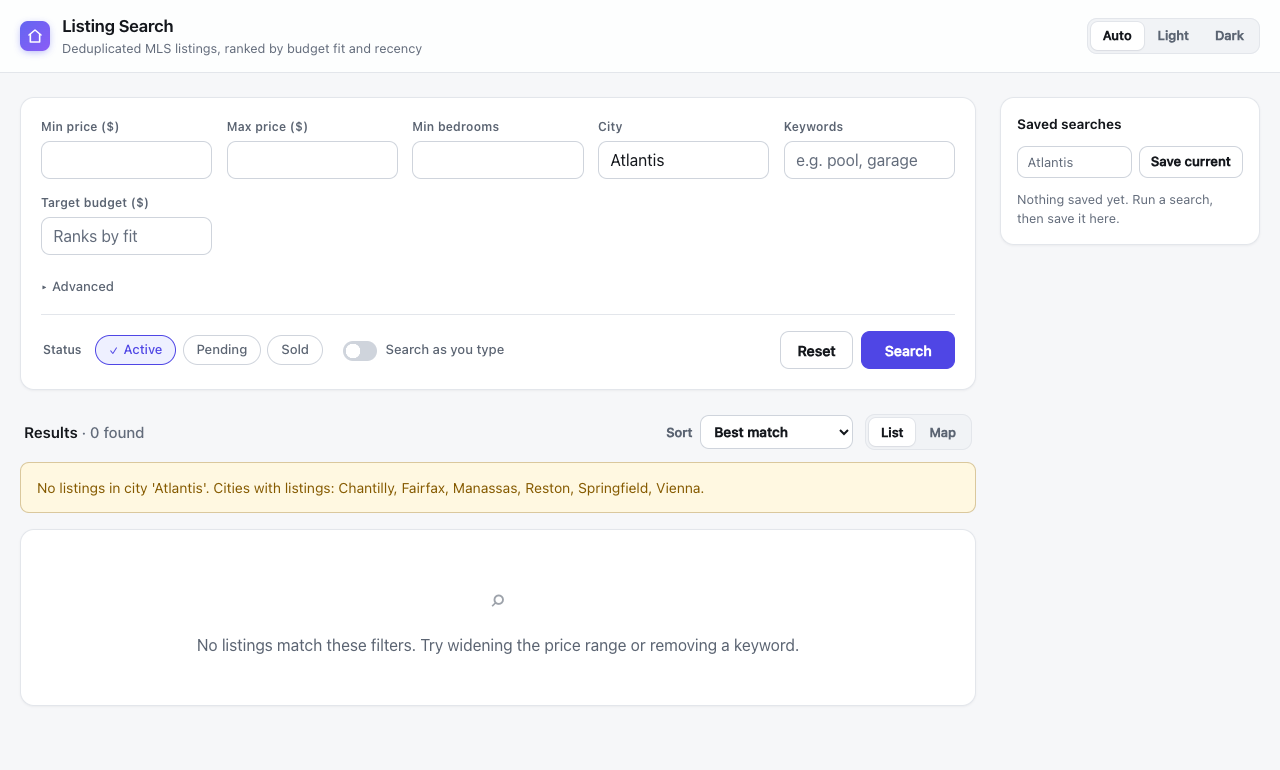 Listing Search
Deduplicated MLS listings, ranked by budget fit and recency
Auto Light Dark
Min price ($) Max price ($) Min bedrooms City Keywords
Atlantis e.g. pool, garage
Target budget ($)
Ranks by fit
▸ Advanced
Status ✓ Active Pending Sold Search as you type Reset Search
Saved searches
Atlantis Save current
Nothing saved yet. Run a search,
then save it here.
Results · 0 found Sort Best match List Map
No listings in city 'Atlantis'. Cities with listings: Chantilly, Fairfax, Manassas, Reston, Springfield, Vienna.
No listings match these filters. Try widening the price range or removing a keyword.